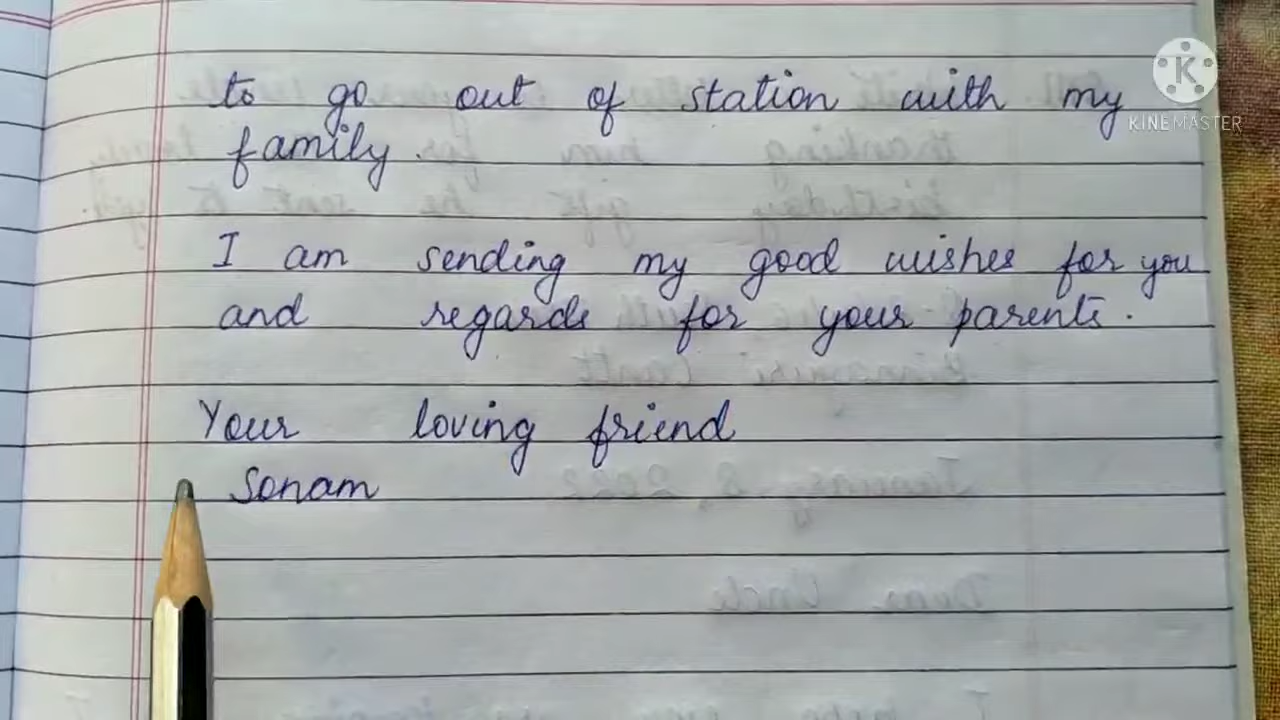 to go out of station with my
family.
I am sending my good wishes for you
and regards for your parents.
Your loving friend
Sonam
KINEMASTER